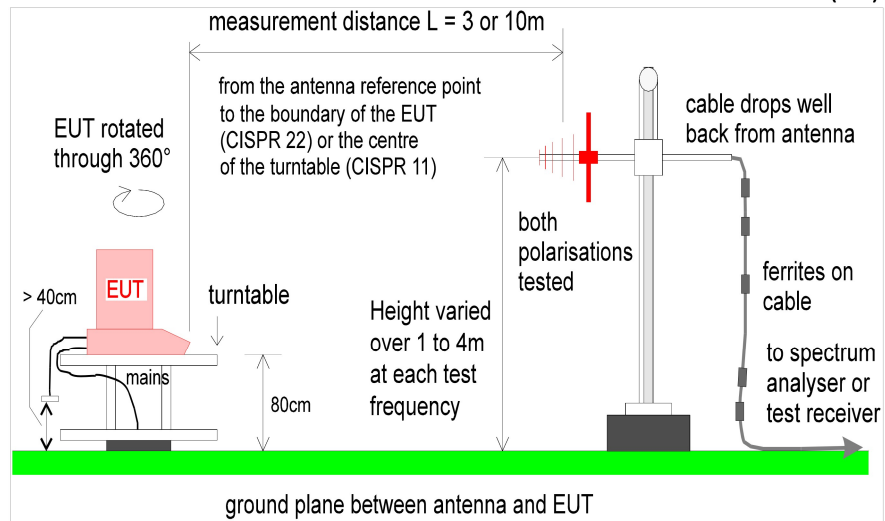 measurement distance L = 3 or 10m
from the antenna reference point
to the boundary of the EUT
(CISPR 22) or the centre
of the turntable (CISPR 11)
EUT rotated
through 360°
cable drops well
back from antenna
both
polarisations
tested
EUT
> 40cm
turntable
ferrites on
cable
Height varied
over 1 to 4m
at each test
frequency
mains
80cm
to spectrum
analyser or
test receiver
ground plane between antenna and EUT